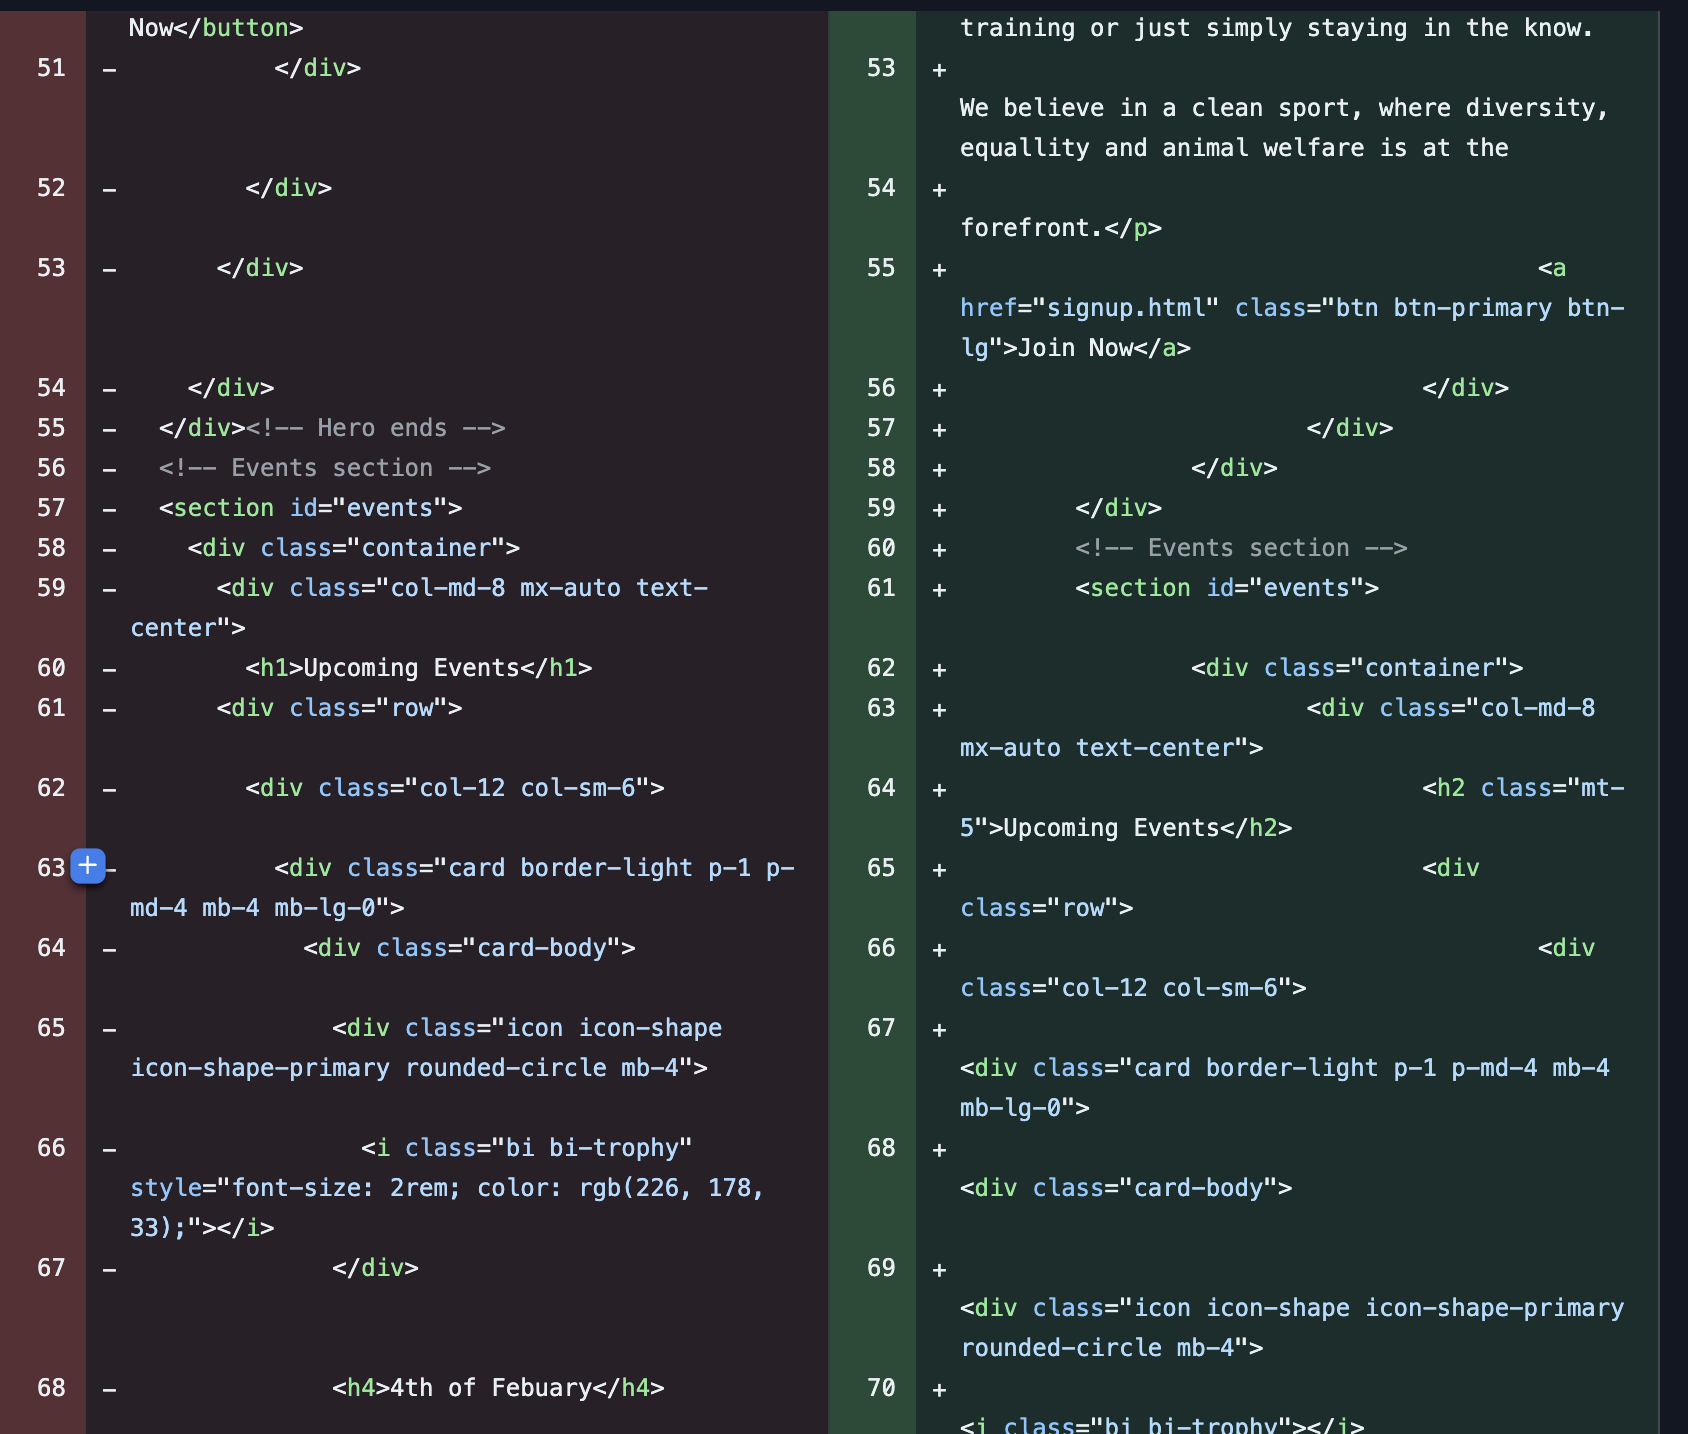 Now</button>
51 - </div>
52 - </div>
53 - </div>
54 - </div>
55 - </div><!-- Hero ends -->
56 - <!-- Events section -->
57 - <section id="events">
58 - <div class="container">
59 - <div class="col-md-8 mx-auto text-
center">
60 - <h1>Upcoming Events</h1>
61 - <div class="row">
62 - <div class="col-12 col-sm-6">
63 + - <div class="card border-light p-1 p-
md-4 mb-4 mb-lg-0">
64 - <div class="card-body">
65 - <div class="icon icon-shape
icon-shape-primary rounded-circle mb-4">
66 - <i class="bi bi-trophy"
style="font-size: 2rem; color: rgb(226, 178,
33);"></i>
67 - </div>
68 - <h4>4th of Febuary</h4>
training or just simply staying in the know.
53 +
We believe in a clean sport, where diversity,
equallity and animal welfare is at the
54 +
forefront.</p>
55 + <a
href="signup.html" class="btn btn-primary btn-
lg">Join Now</a>
56 + </div>
57 + </div>
58 + </div>
59 + </div>
60 + <!-- Events section -->
61 + <section id="events">
62 + <div class="container">
63 + <div class="col-md-8
mx-auto text-center">
64 + <h2 class="mt-
5">Upcoming Events</h2>
65 + <div
class="row">
66 + <div
class="col-12 col-sm-6">
67 +
<div class="card border-light p-1 p-md-4 mb-4
mb-lg-0">
68 +
<div class="card-body">
69 +
<div class="icon icon-shape icon-shape-primary
rounded-circle mb-4">
70 +
<i class="bi bi-trophy"></i>